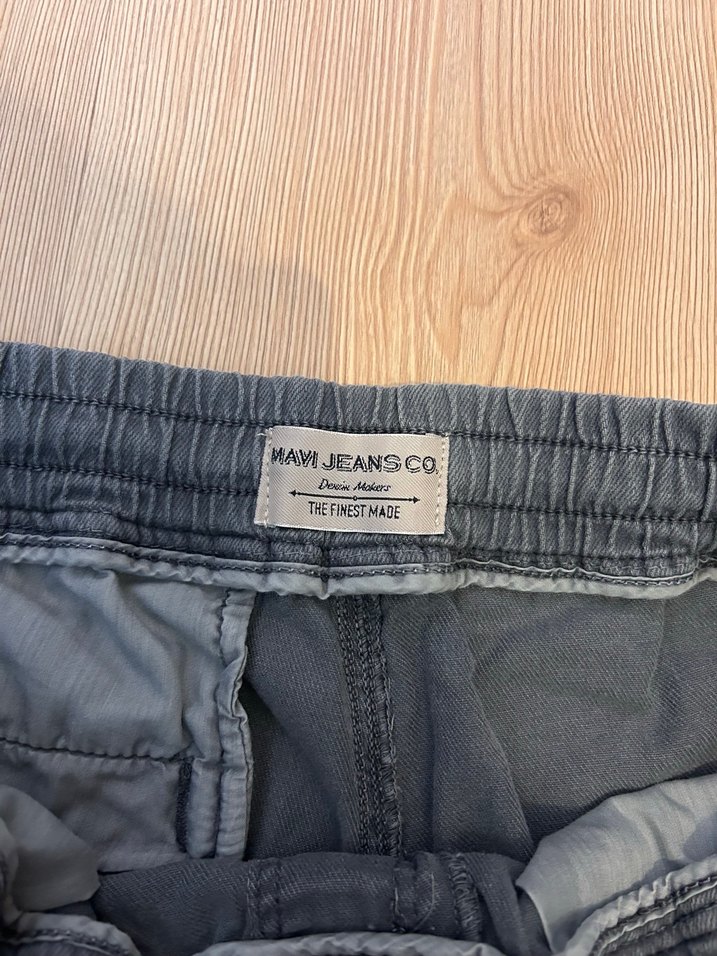 MAVI JEANS CO.
Denim Makers
THE FINEST MADE